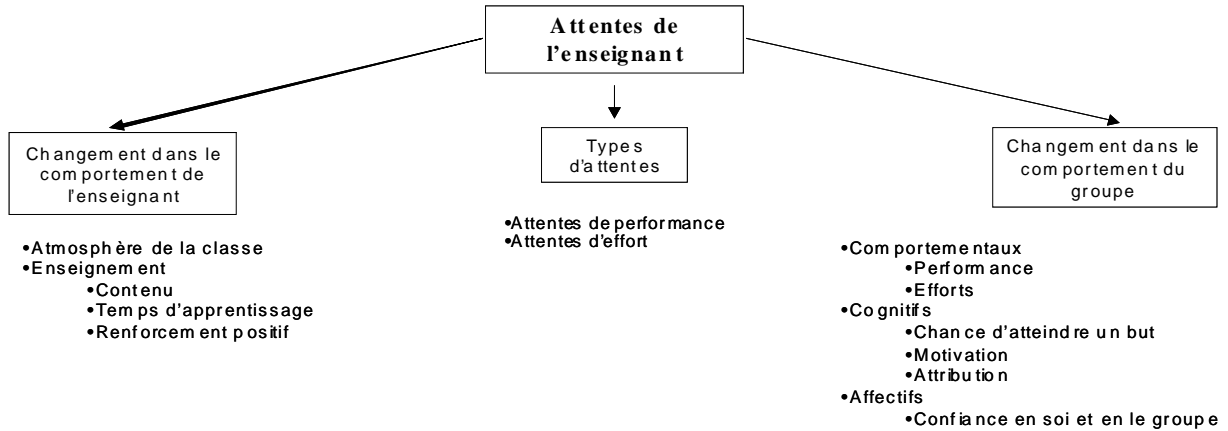 Attentes de
l'enseignant
Changement dans le
comportement de
l'enseignant
•Atmosphère de la classe
•Enseignement
•Contenu
•Temps d'apprentissage
•Renforcement positif
Types
d'attentes
•Attentes de performance
•Attentes d'effort
Changement dans le
comportement du
groupe
•Comportementaux
•Performance
•Efforts
•Cognitifs
•Chance d'atteindre un but
•Motivation
•Attribution
•Affectifs
•Confiance en soi et en le groupe